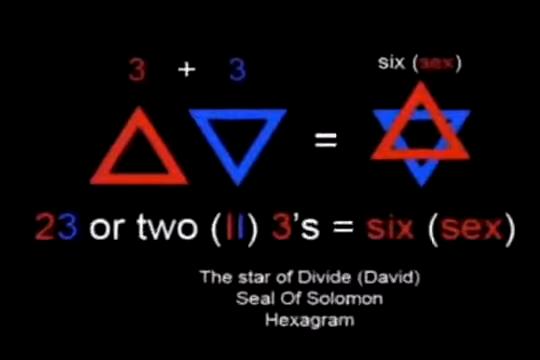 3 + 3 = six (sex)
23 or two (II) 3's = six (sex)
The star of Divide (David)
Seal Of Solomon
Hexagram